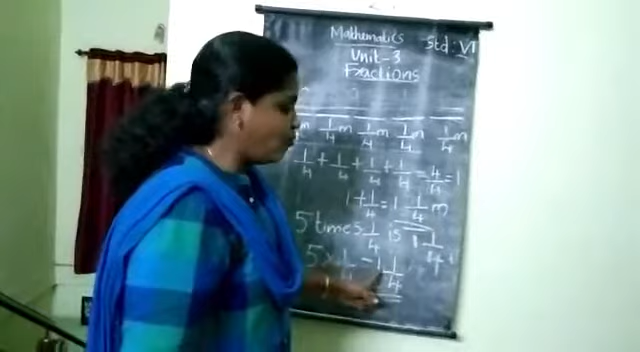 Mathematics Std: VI
Unit-3
Fractions
m 1/4 m 1/4 m 1/4 m 1/4 m
1/4 + 1/4 + 1/4 + 1/4 = 4/4 = 1
1 + 1/4 = 1 1/4 m
5 times 1/4 is 1 1/4
5 × 1/4 = 1 1/4